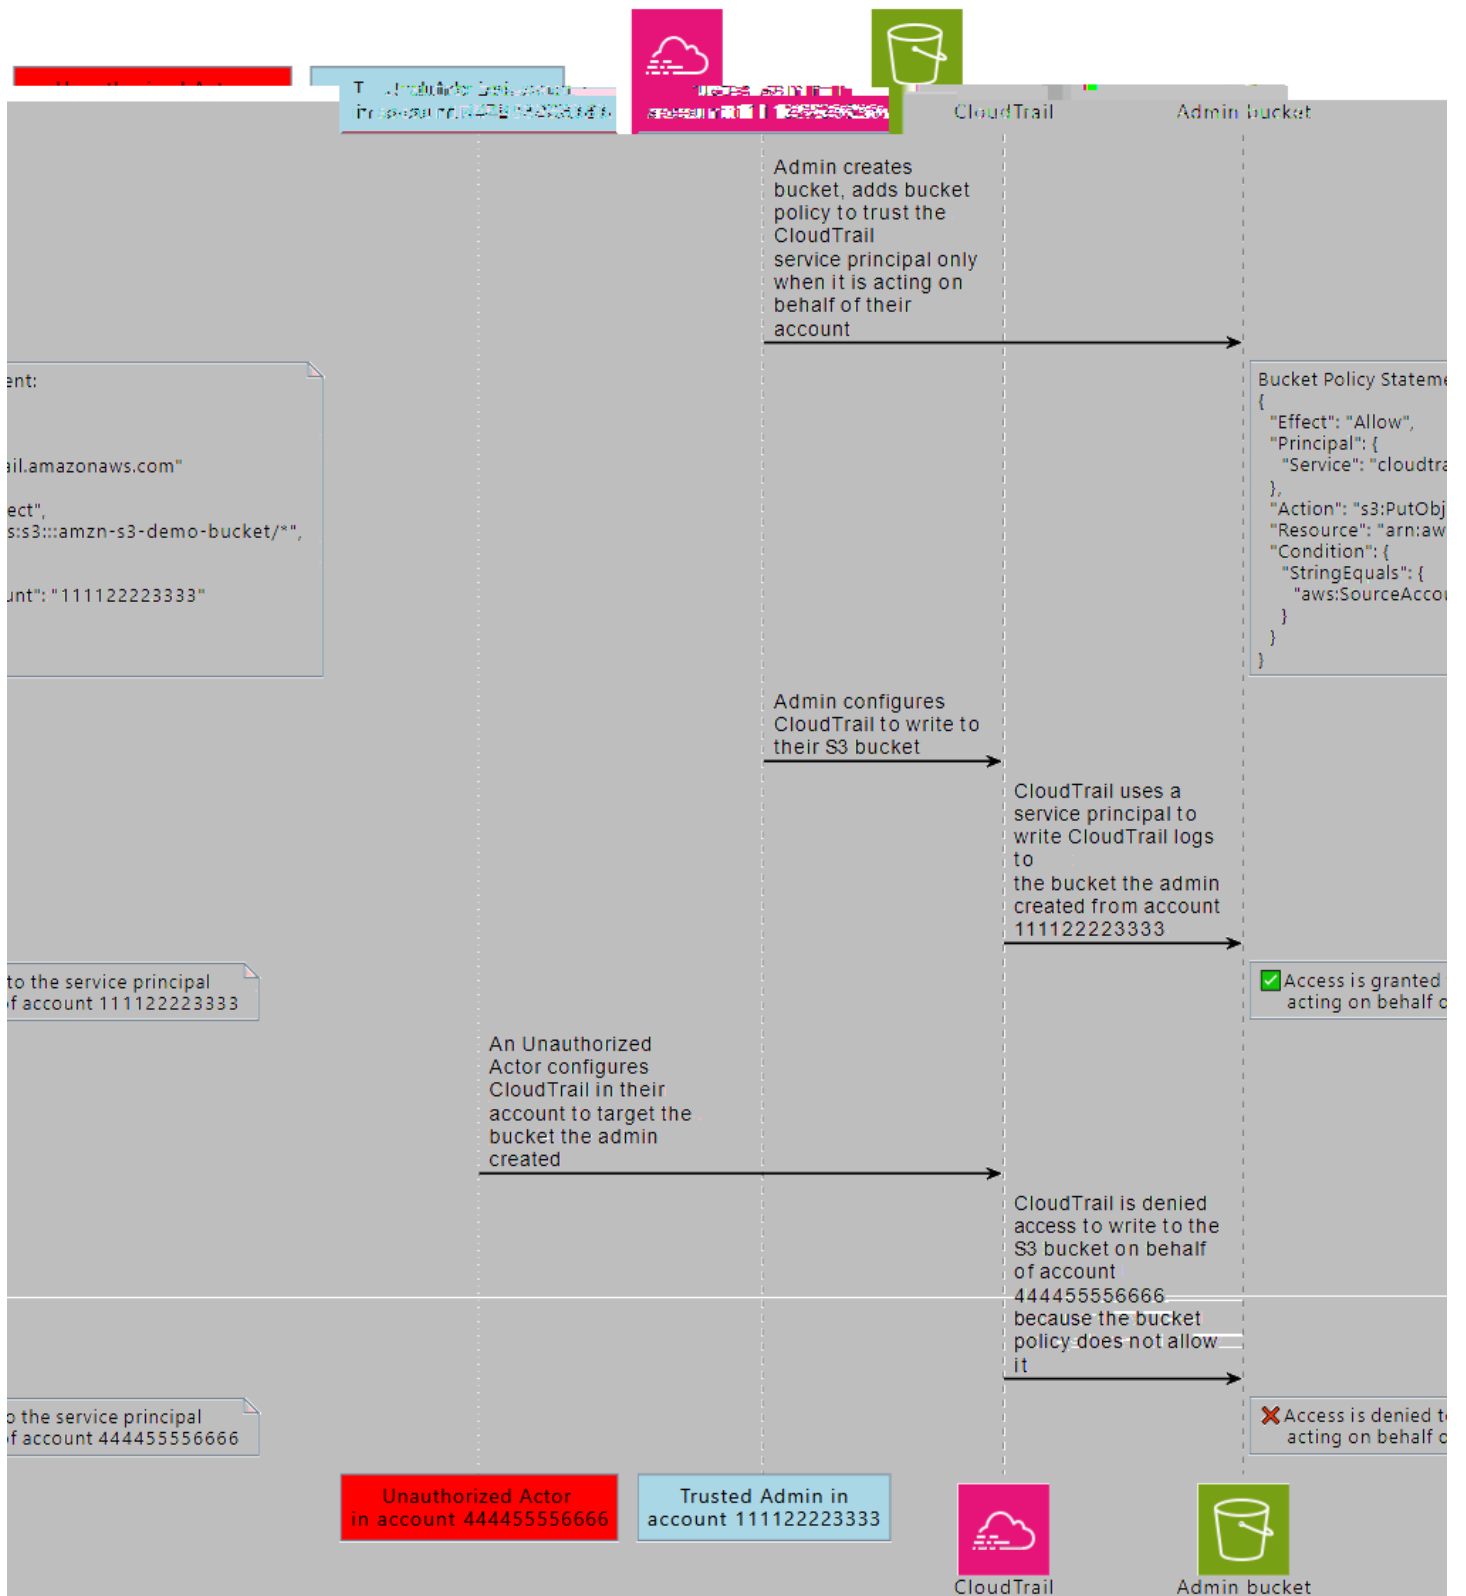 CloudTrail
Admin bucket
Admin creates
bucket, adds bucket
policy to trust the
CloudTrail
service principal only
when it is acting on
behalf of their
account
ent:
ail.amazonaws.com"
ect",
s:s3:::amzn-s3-demo-bucket/*",
unt": "111122223333"
Bucket Policy Stateme
{
"Effect": "Allow",
"Principal": {
"Service": "cloudtra
},
"Action": "s3:PutObj
"Resource": "arn:aw
"Condition": {
"StringEquals": {
"aws:SourceAccou
}
}
}
Admin configures
CloudTrail to write to
their S3 bucket
CloudTrail uses a
service principal to
write CloudTrail logs
to
the bucket the admin
created from account
111122223333
to the service principal
of account 111122223333
✅ Access is granted
acting on behalf o
An Unauthorized
Actor configures
CloudTrail in their
account to target the
bucket the admin
created
CloudTrail is denied
access to write to the
S3 bucket on behalf
of account
444455556666
because the bucket
policy does not allow
it
o the service principal
of account 444455556666
❌ Access is denied t
acting on behalf o
Unauthorized Actor
in account 444455556666
Trusted Admin in
account 111122223333
CloudTrail
Admin bucket